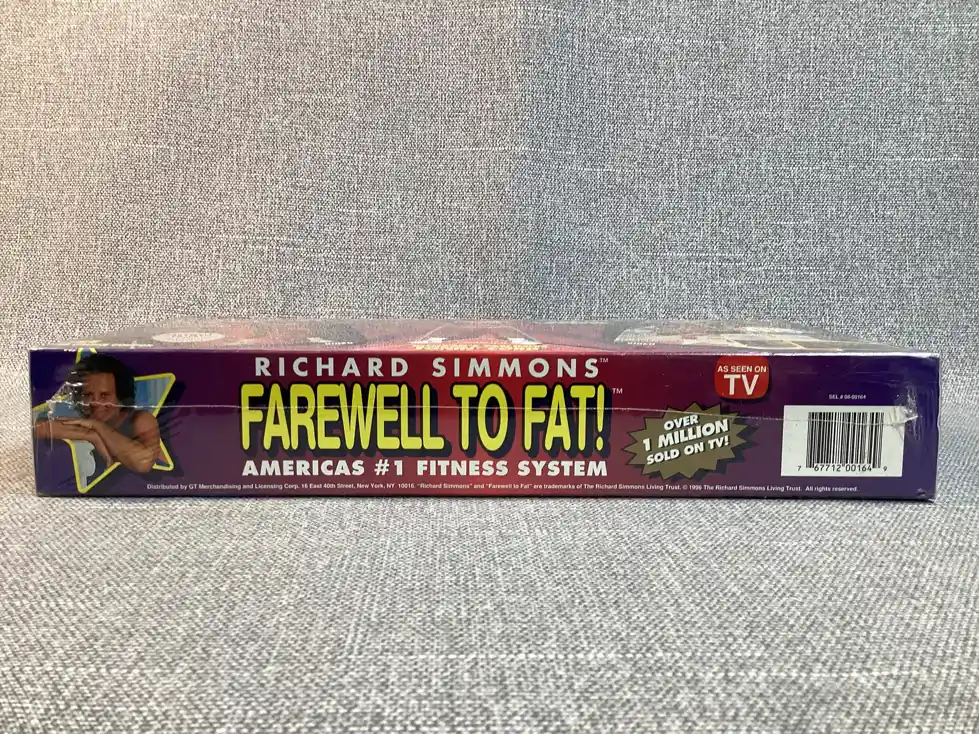 RICHARD SIMMONS™
FAREWELL TO FAT!™
AMERICAS #1 FITNESS SYSTEM
OVER
1 MILLION
SOLD ON TV!
AS SEEN ON
TV
SEL # 08-00164
7 67712 00164 9
Distributed by GT Merchandising and Licensing Corp. 16 East 40th Street, New York, NY 10016. "Richard Simmons" and "Farewell to Fat" are trademarks of The Richard Simmons Living Trust. © 1996 The Richard Simmons Living Trust. All rights reserved.